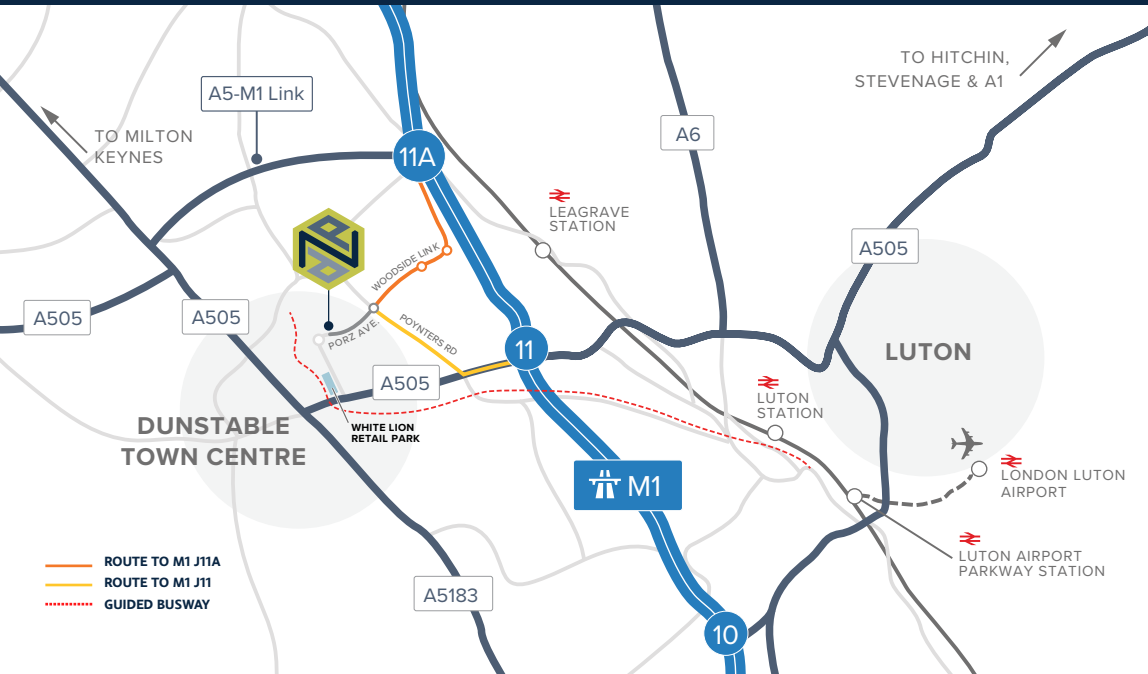 TO HITCHIN,
STEVENAGE & A1
A5-M1 Link
A6
TO MILTON
KEYNES
11A
LEAGRAVE
STATION
A505
WOODSIDE LINK
A505
A505
PORZ AVE.
POYNTERS RD
11
LUTON
A505
LUTON
STATION
DUNSTABLE
TOWN CENTRE
WHITE LION
RETAIL PARK
M1
LONDON LUTON
AIRPORT
LUTON AIRPORT
PARKWAY STATION
ROUTE TO M1 J11A
ROUTE TO M1 J11
GUIDED BUSWAY
A5183
10